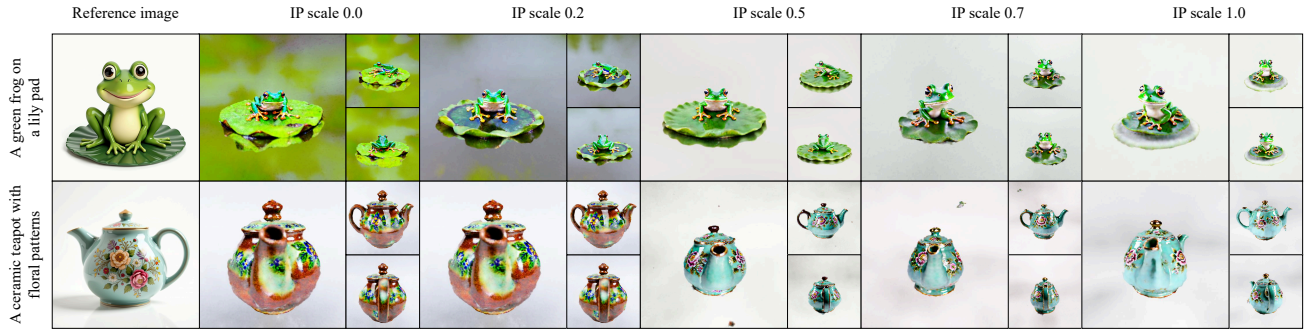 Reference image
IP scale 0.0
IP scale 0.2
IP scale 0.5
IP scale 0.7
IP scale 1.0
A green frog on
a lily pad
A ceramic teapot with
floral patterns